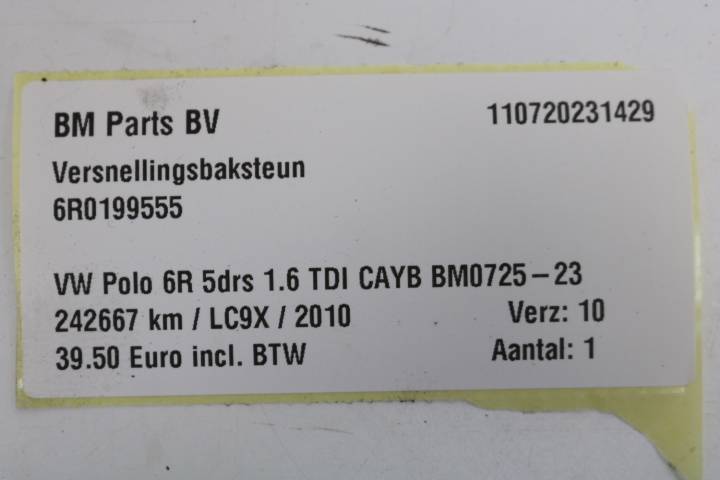 BM Parts BV 110720231429
Versnellingsbaksteun
6R0199555
VW Polo 6R 5drs 1.6 TDI CAYB BM0725-23
242667 km / LC9X / 2010 Verz: 10
39.50 Euro incl. BTW Aantal: 1